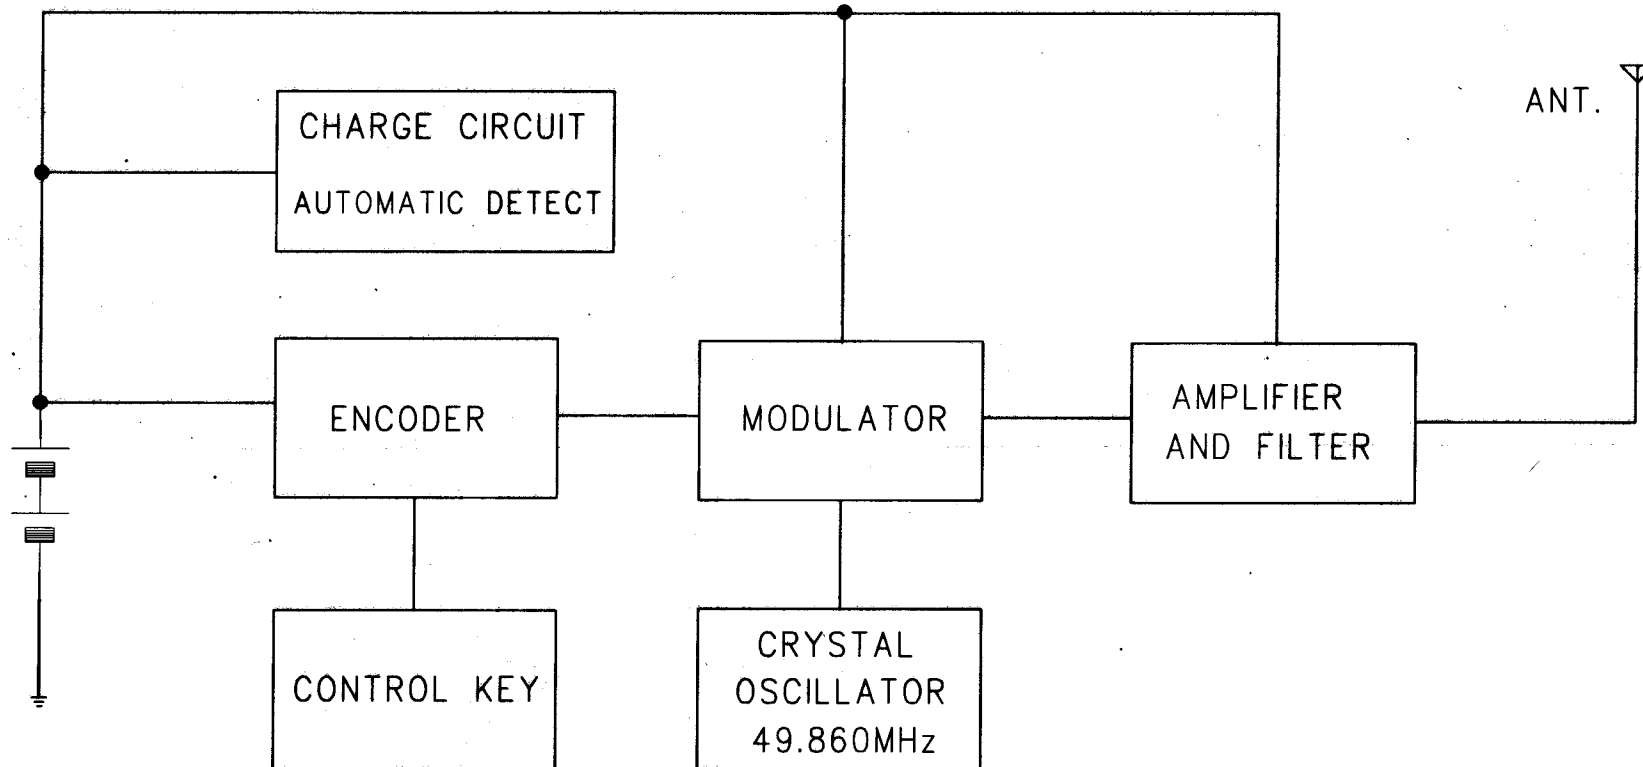 ANT.
CHARGE CIRCUIT
AUTOMATIC DETECT
ENCODER
MODULATOR
AMPLIFIER
AND FILTER
CONTROL KEY
CRYSTAL
OSCILLATOR
49.860MHz